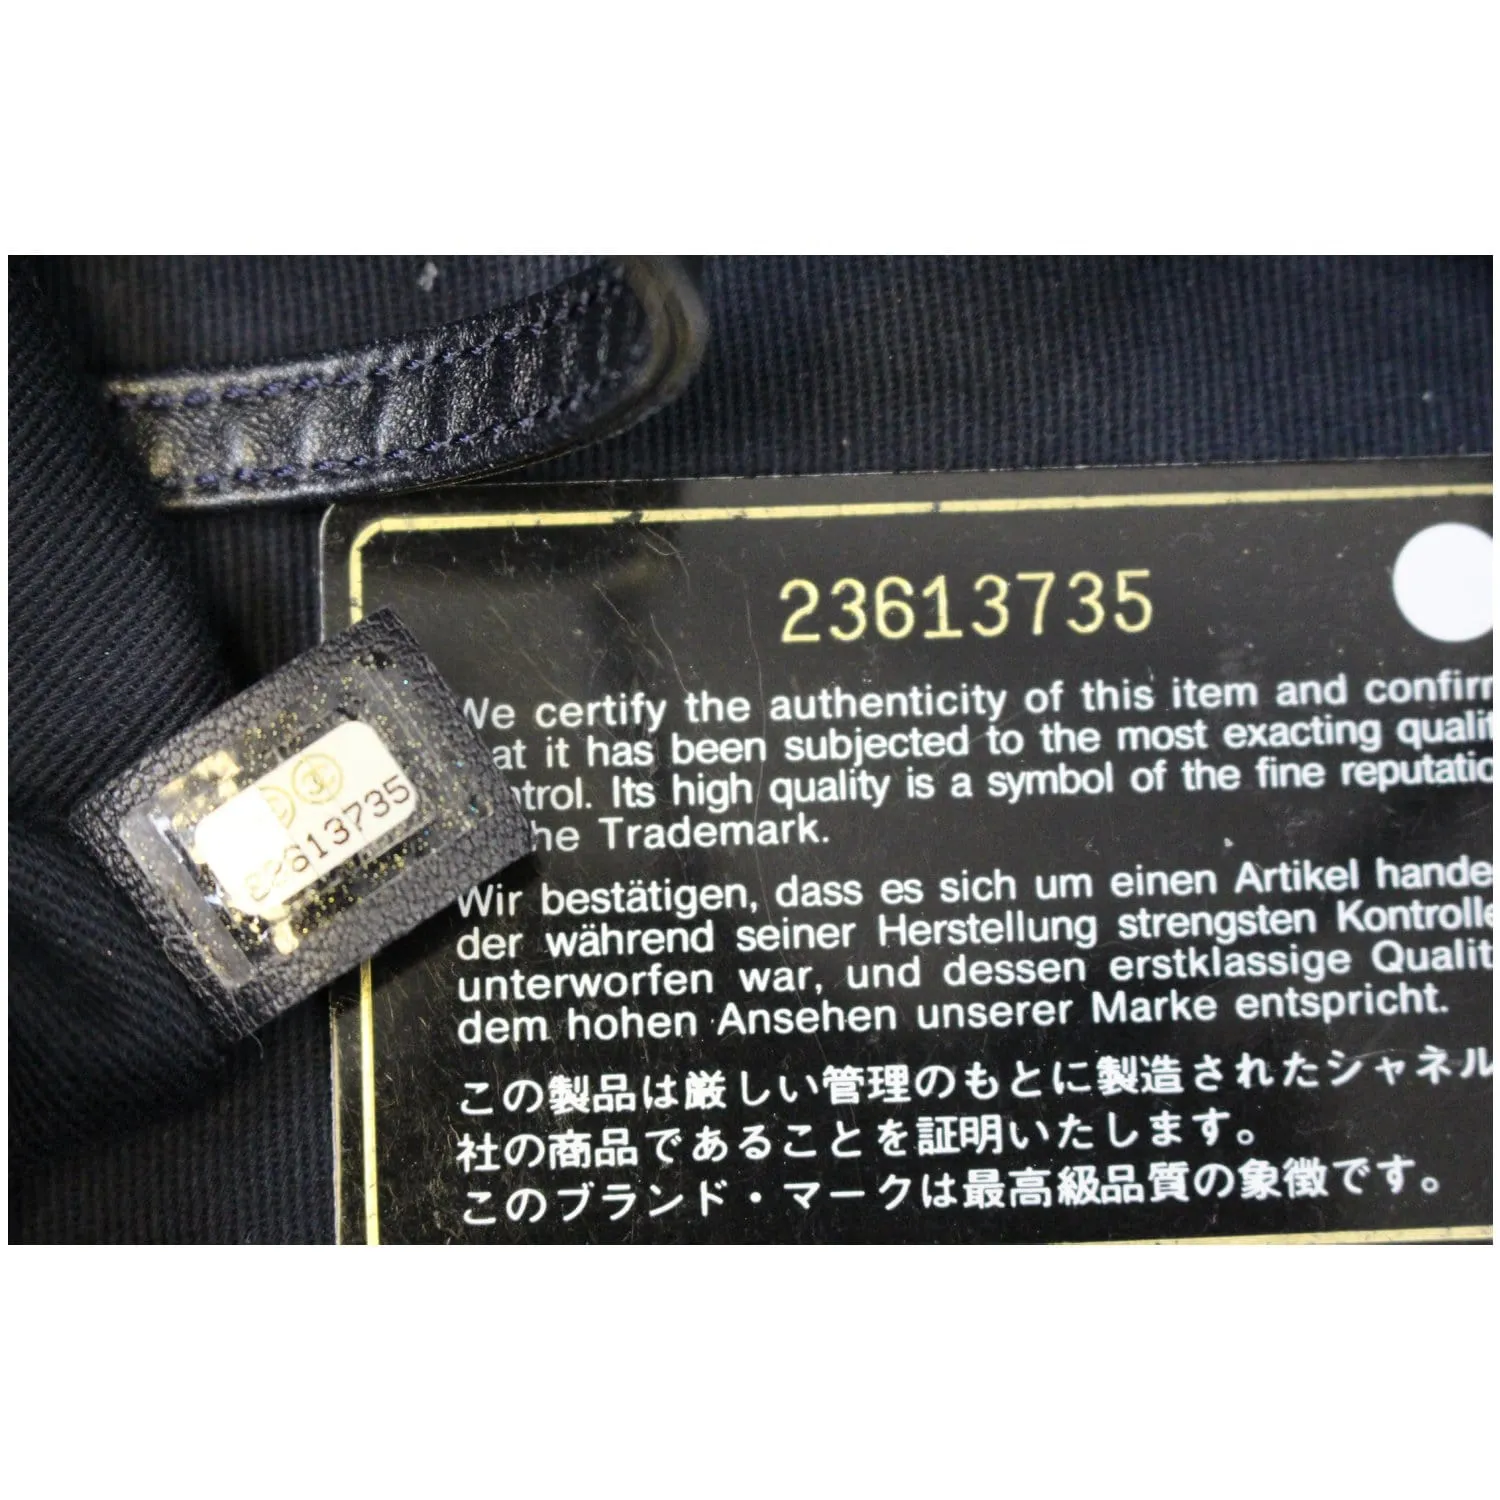 23613735
We certify the authenticity of this item and confirm
at it has been subjected to the most exacting qualit
ntrol. Its high quality is a symbol of the fine reputatio
he Trademark.
Wir bestätigen, dass es sich um einen Artikel hande
der während seiner Herstellung strengsten Kontrolle
unterworfen war, und dessen erstklassige Qualit
dem hohen Ansehen unserer Marke entspricht.
この製品は厳しい管理のもとに製造されたシャネル
社の商品であることを証明いたします。
このブランド・マークは最高級品質の象徴です。
23613735